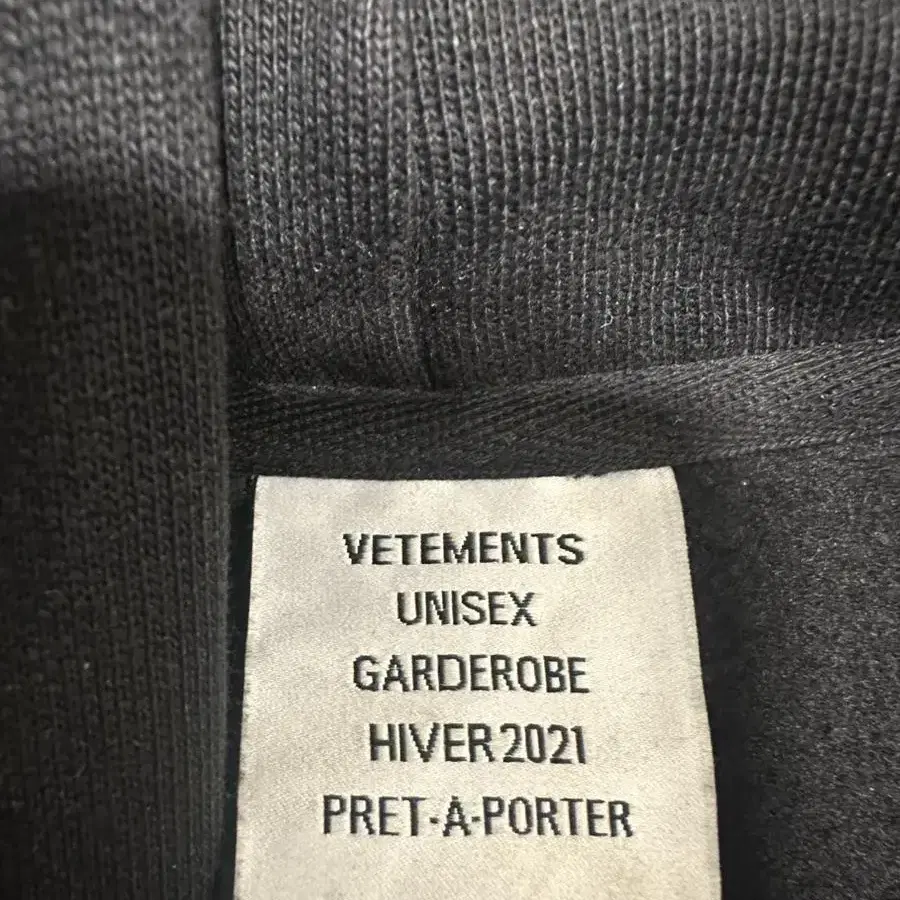 VETEMENTS
UNISEX
GARDEROBE
HIVER 2021
PRET-A-PORTER